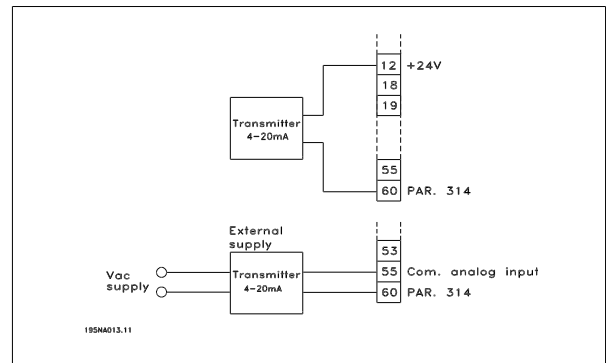 12 +24V
18
19
Transmitter
4-20mA
55
60 PAR. 314
External
supply
53
Vac
supply
Transmitter
4-20mA
55 Com. analog input
60 PAR. 314
195NA013.11